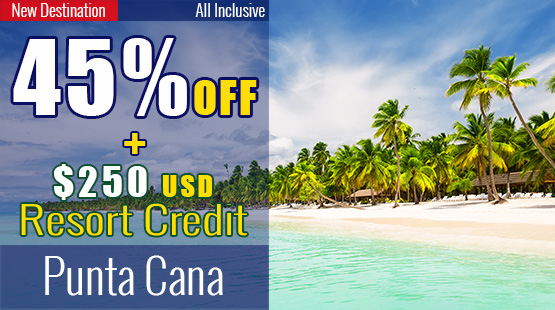 New Destination All Inclusive
45% OFF
+
$250 USD
Resort Credit
Punta Cana